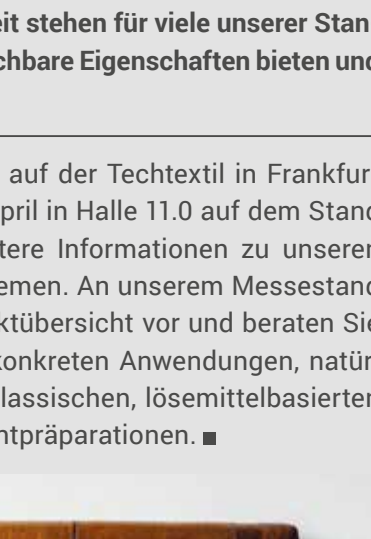 eit stehen für viele unserer Stan
chbare Eigenschaften bieten und
auf der Techtextil in Frankfur
pril in Halle 11.0 auf dem Stand
tere Informationen zu unseren
emen. An unserem Messestand
ktübersicht vor und beraten Sie
konkreten Anwendungen, natür
lassischen, lösemittelbasierten
ntpräparationen. ■